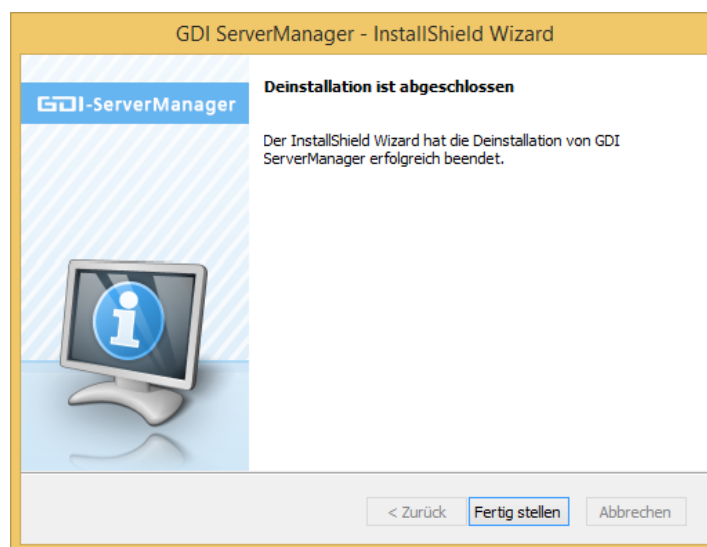 GDI ServerManager - InstallShield Wizard
GDI-ServerManager
Deinstallation ist abgeschlossen
Der InstallShield Wizard hat die Deinstallation von GDI
ServerManager erfolgreich beendet.
< Zurück
Fertig stellen
Abbrechen